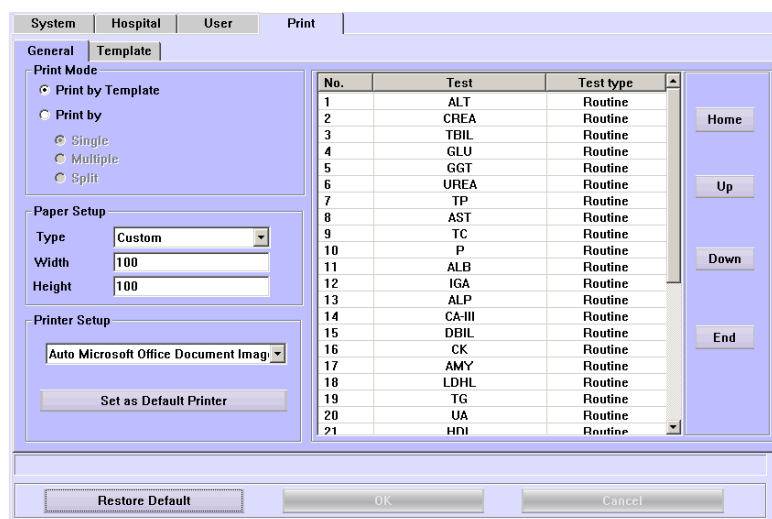 System Hospital User Print
General Template
Print Mode
Print by Template
Print by
Single
Multiple
Split
Paper Setup
Type Custom
Width 100
Height 100
Printer Setup
Auto Microsoft Office Document Imag
Set as Default Printer
No. Test Test type
1 ALT Routine
2 CREA Routine
3 TBIL Routine
4 GLU Routine
5 GGT Routine
6 UREA Routine
7 TP Routine
8 AST Routine
9 TC Routine
10 P Routine
11 ALB Routine
12 IGA Routine
13 ALP Routine
14 CA-III Routine
15 DBIL Routine
16 CK Routine
17 AMY Routine
18 LDHL Routine
19 TG Routine
20 UA Routine
21 HDL Routine
Home
Up
Down
End
Restore Default OK Cancel